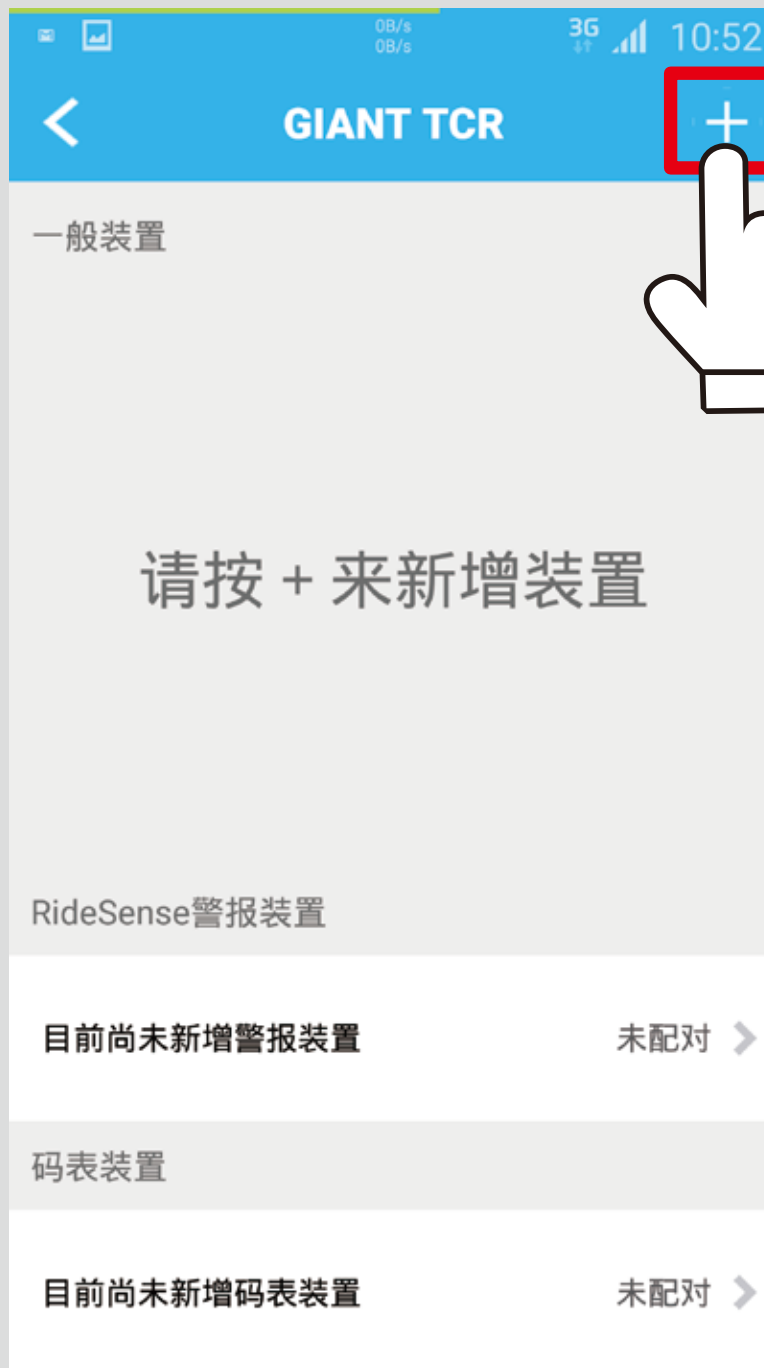 0B/s
0B/s
3G
10:52
GIANT TCR
一般装置
请按 + 来新增装置
RideSense警报装置
目前尚未新增警报装置
未配对
码表装置
目前尚未新增码表装置
未配对